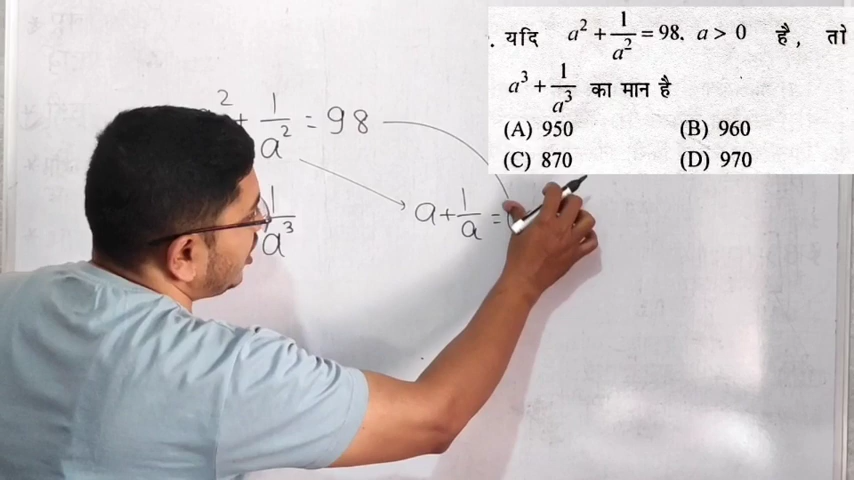 . यदि a² + 1/a² = 98. a > 0 है, तो
a³ + 1/a³ का मान है
(A) 950 (B) 960
(C) 870 (D) 970
² + 1/a² = 98
1/a³
a + 1/a =